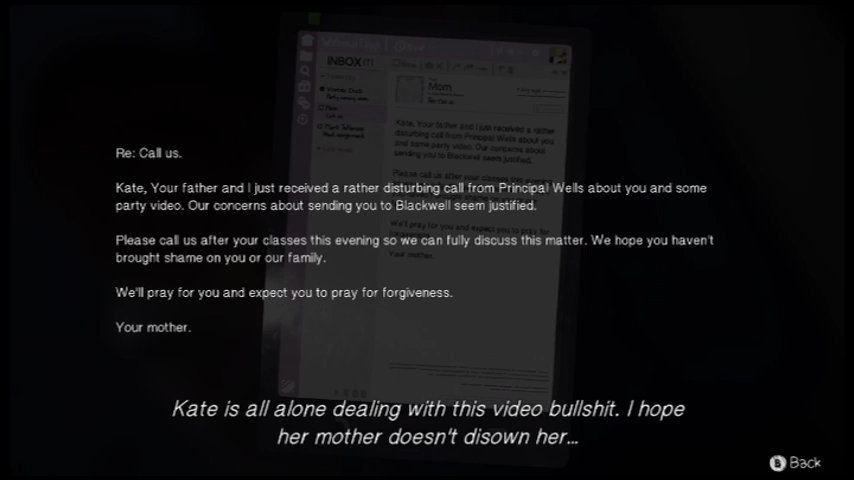 INBOX(1)
Mom
Re: Call us.
Kate, Your father and I just received a rather disturbing call from Principal Wells about you and some
party video. Our concerns about sending you to Blackwell seem justified.
Please call us after your classes this evening so we can fully discuss this matter. We hope you haven't
brought shame on you or our family.
We'll pray for you and expect you to pray for forgiveness.
Your mother.
Kate is all alone dealing with this video bullshit. I hope
her mother doesn't disown her...
B Back